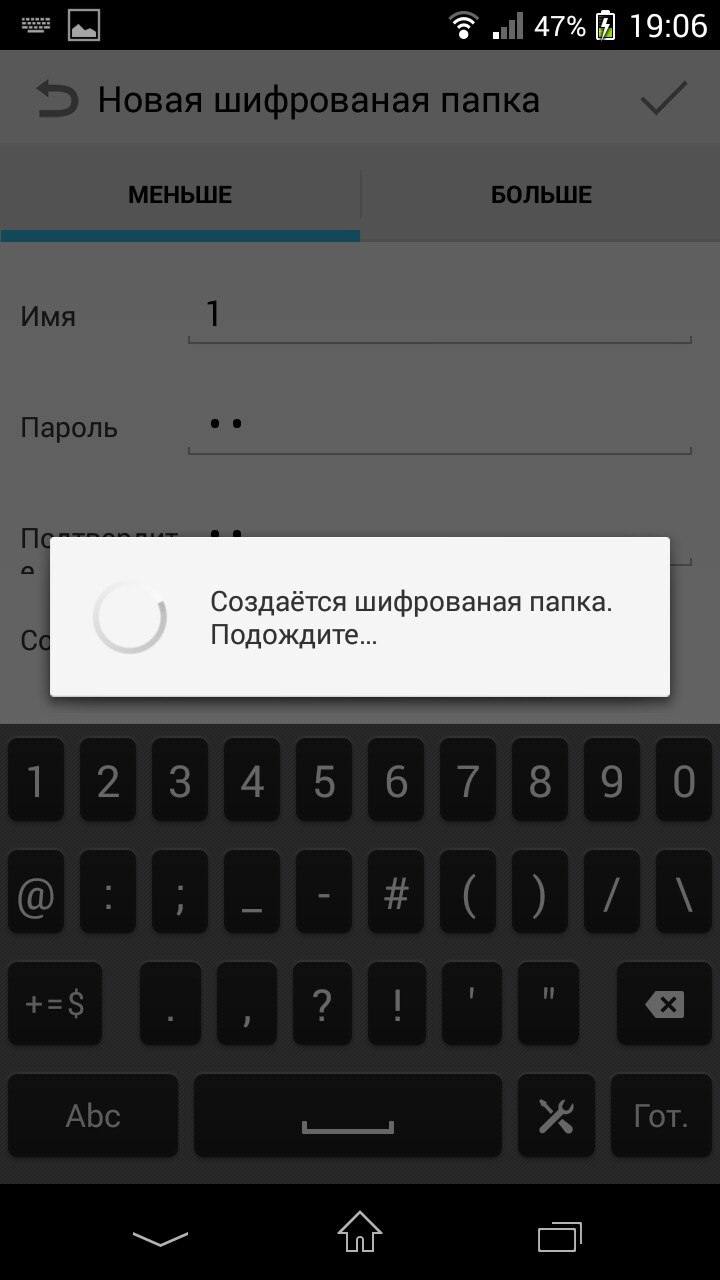 47% 19:06
Новая шифрованая папка
МЕНЬШЕ БОЛЬШЕ
Имя 1
Пароль
Создаётся шифрованая папка.
Подождите...
1 2 3 4 5 6 7 8 9 0
@ : ; _ - # ( ) / \
+=$ . , ? ! ' "
Abc Гот.